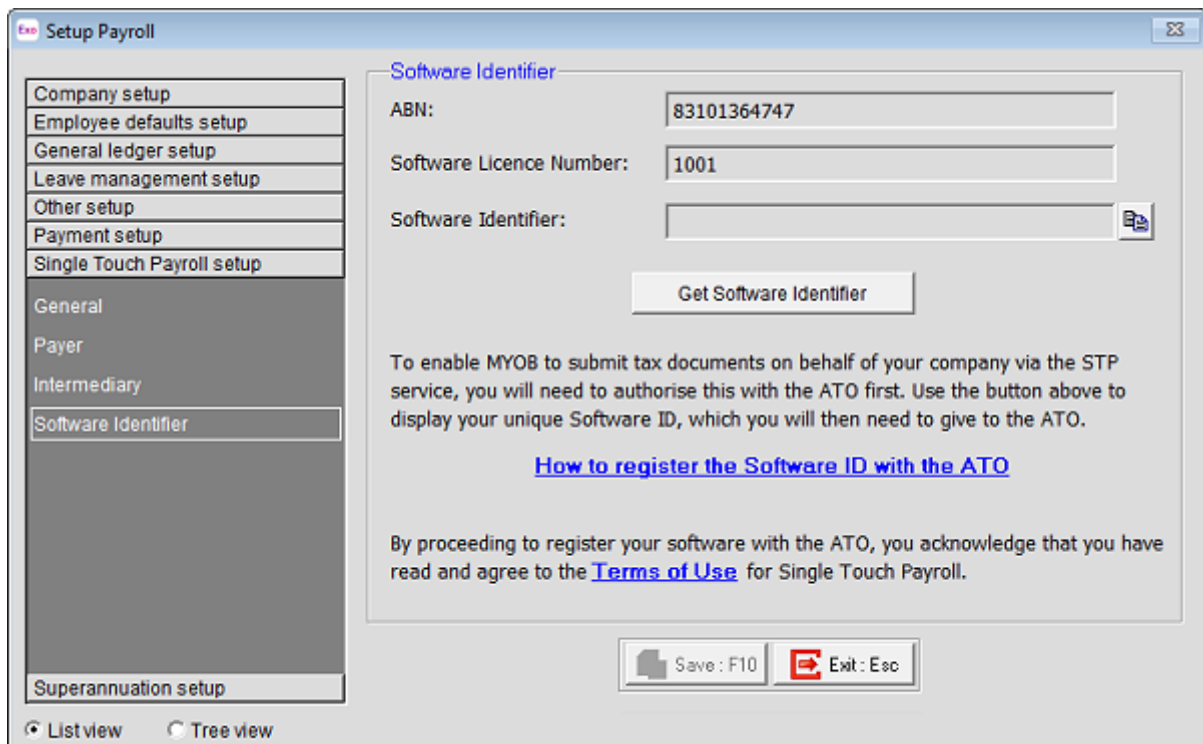 Exo Setup Payroll
Company setup
Employee defaults setup
General ledger setup
Leave management setup
Other setup
Payment setup
Single Touch Payroll setup
General
Payer
Intermediary
Software Identifier
Superannuation setup
List view Tree view
Software Identifier
ABN: 83101364747
Software Licence Number: 1001
Software Identifier:
Get Software Identifier
To enable MYOB to submit tax documents on behalf of your company via the STP
service, you will need to authorise this with the ATO first. Use the button above to
display your unique Software ID, which you will then need to give to the ATO.
How to register the Software ID with the ATO
By proceeding to register your software with the ATO, you acknowledge that you have
read and agree to the Terms of Use for Single Touch Payroll.
Save : F10 Exit : Esc